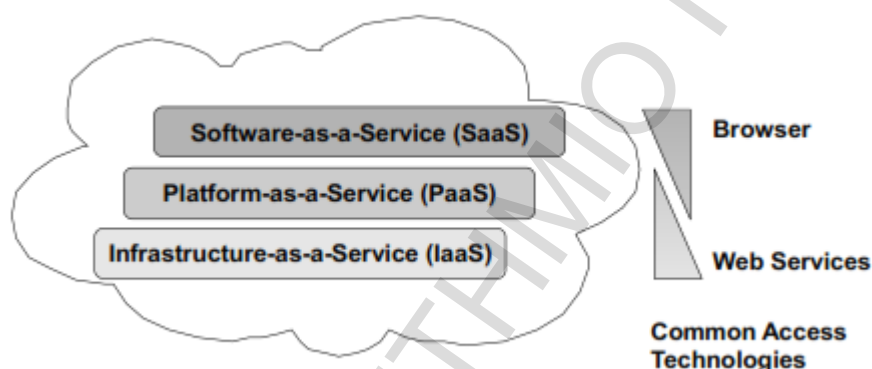 Software-as-a-Service (SaaS)
Browser
Platform-as-a-Service (PaaS)
Infrastructure-as-a-Service (IaaS)
Web Services
Common Access
Technologies